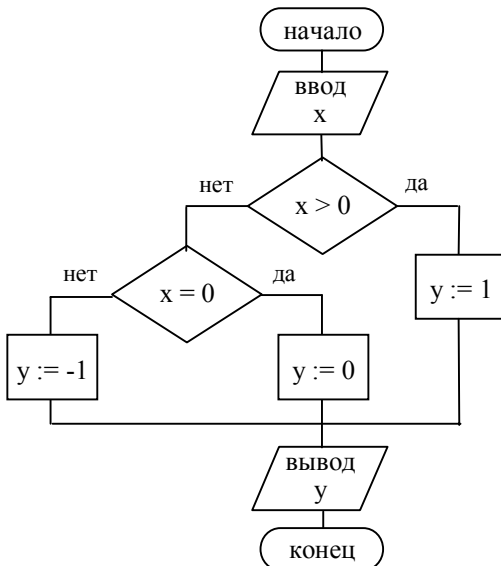 начало
ввод
x
нет
да
x > 0
нет
да
x = 0
y := 1
y := -1
y := 0
вывод
y
конец